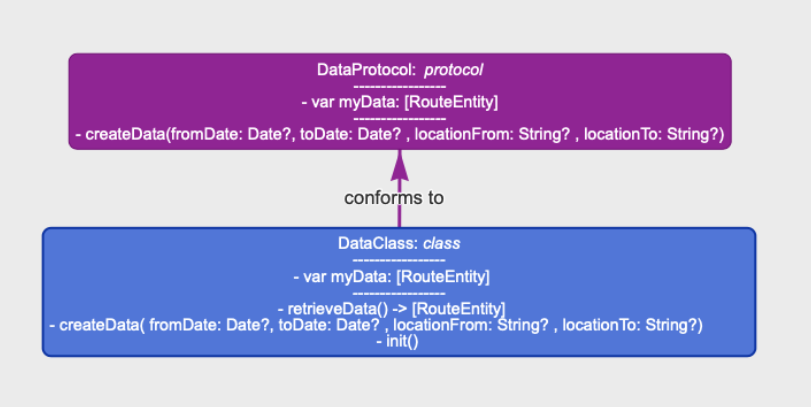 DataProtocol: protocol
-----------------
- var myData: [RouteEntity]
-----------------
- createData(fromDate: Date?, toDate: Date? , locationFrom: String? , locationTo: String?)
conforms to
DataClass: class
-----------------
- var myData: [RouteEntity]
-----------------
- retrieveData() -> [RouteEntity]
- createData( fromDate: Date?, toDate: Date? , locationFrom: String? , locationTo: String?)
- init()